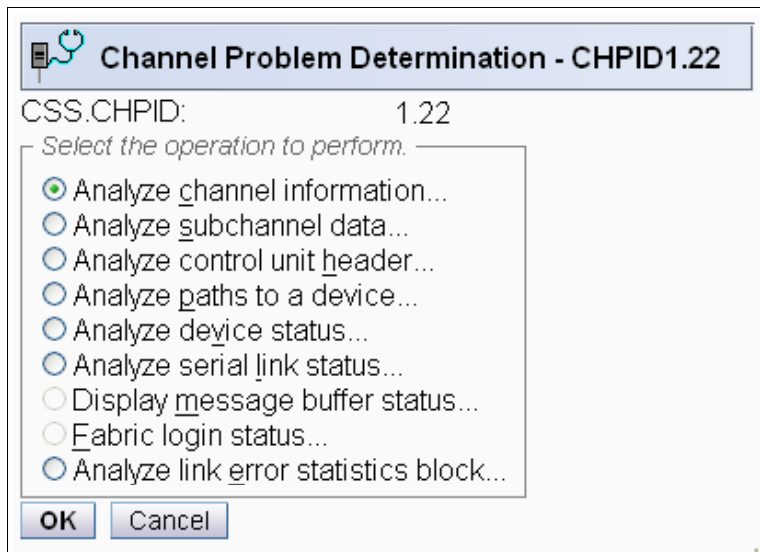 Channel Problem Determination - CHPID1.22
CSS.CHPID: 1.22
Select the operation to perform.
Analyze channel information...
Analyze subchannel data...
Analyze control unit header...
Analyze paths to a device...
Analyze device status...
Analyze serial link status...
Display message buffer status...
Fabric login status...
Analyze link error statistics block...
OK Cancel